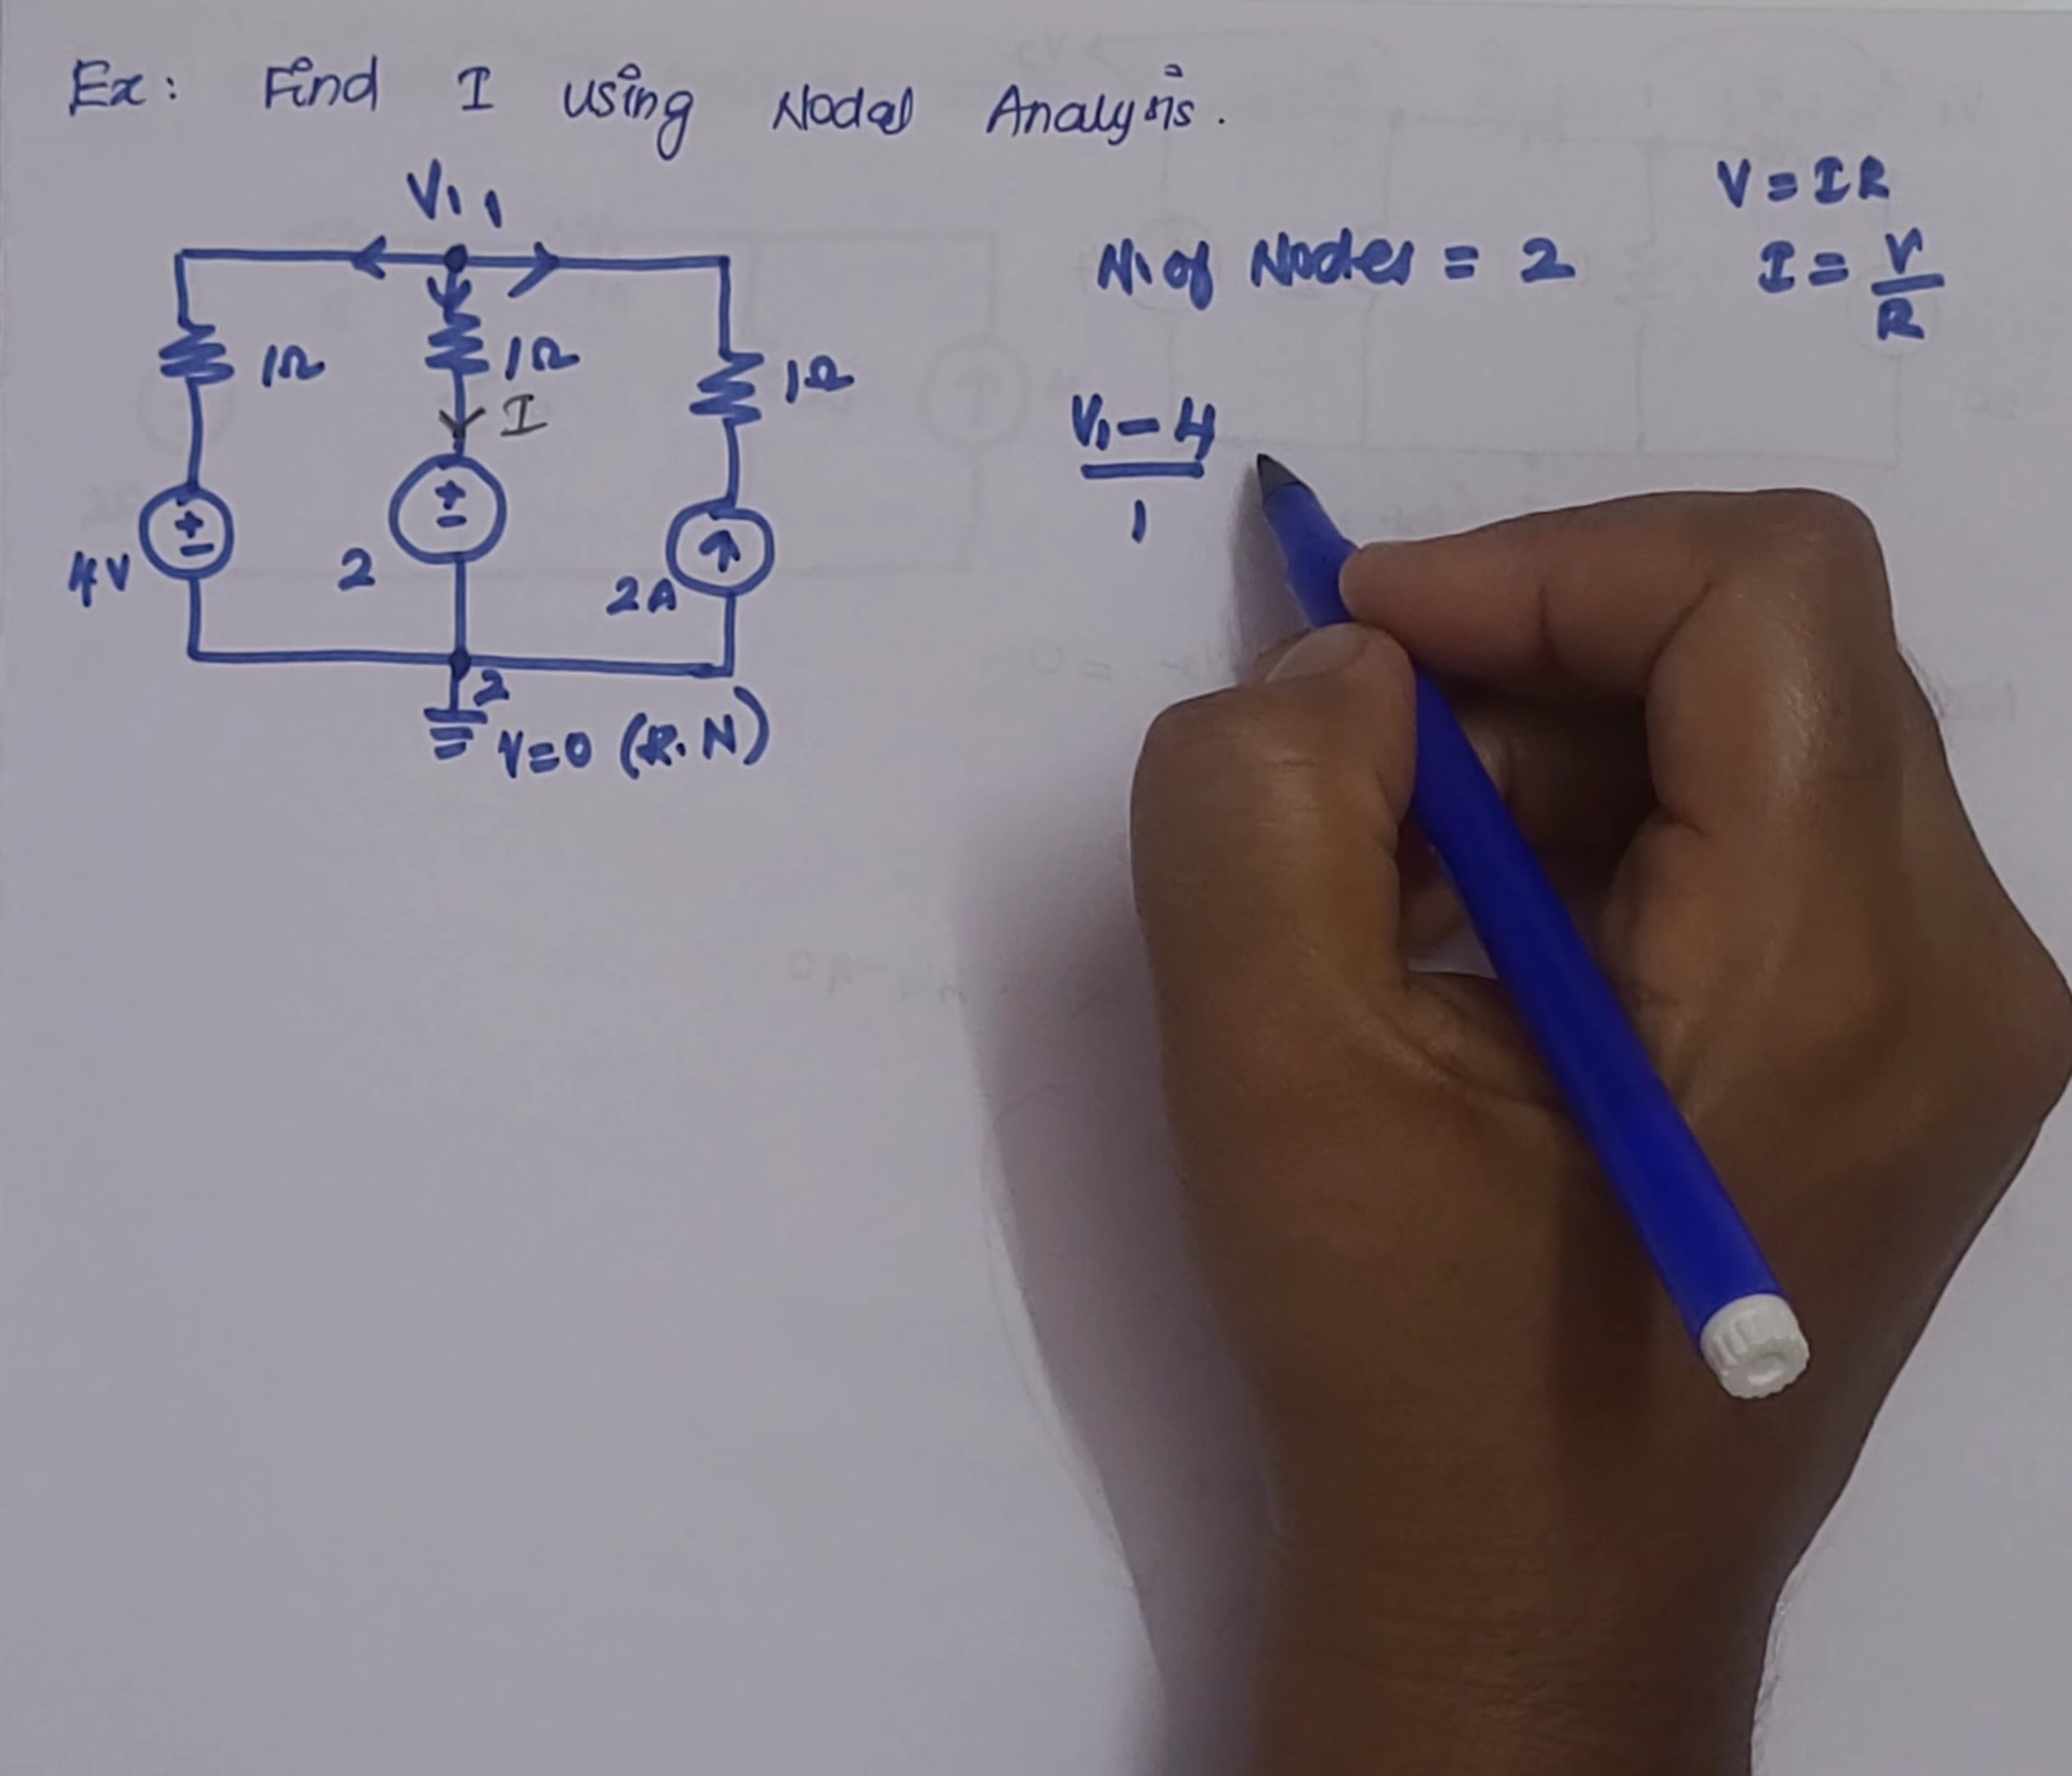 Ex: Find I using Nodal Analysis.
V1 1
1Ω
1Ω
1Ω
I
4V
2
2A
2
V=0 (R.N)
N. of Nodes = 2
V = IR
I = V/R
V1-4
1